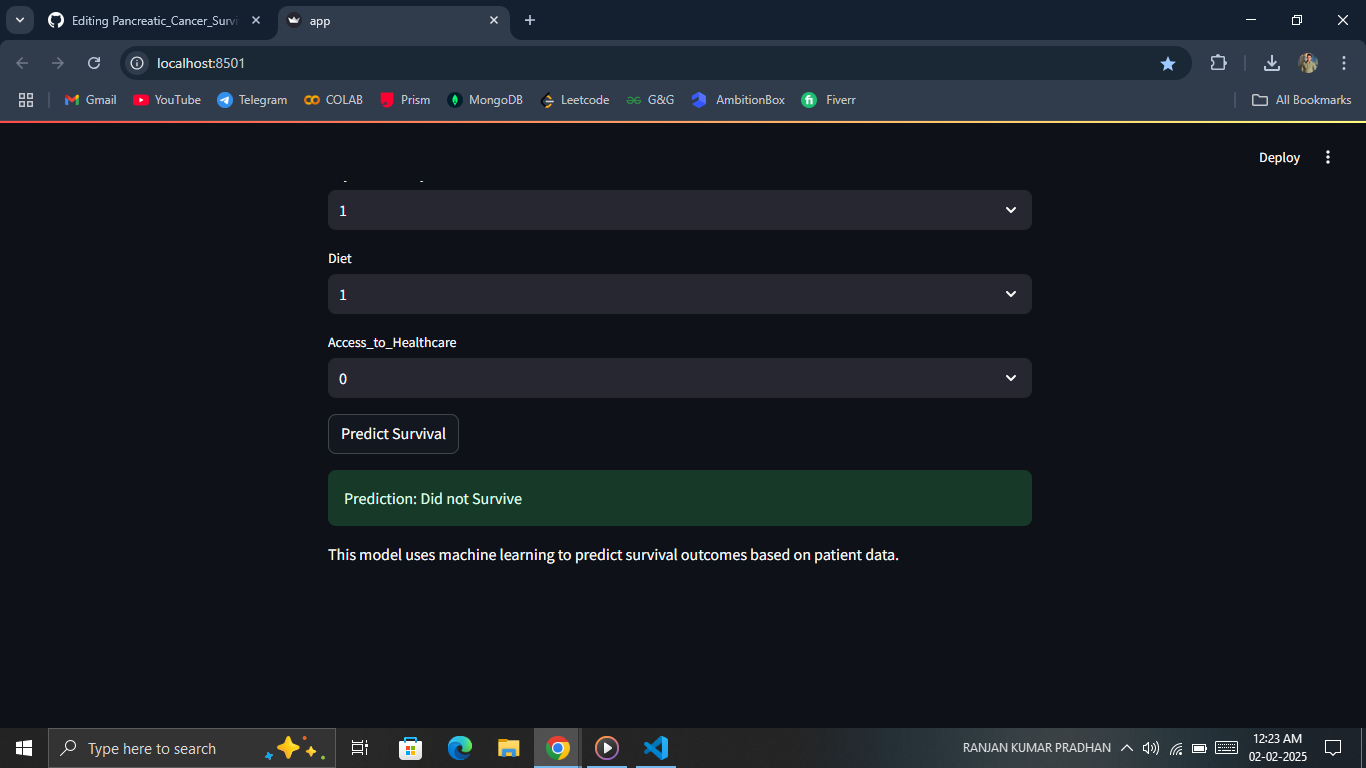 Editing Pancreatic_Cancer_Survi
app
localhost:8501
Gmail
YouTube
Telegram
COLAB
Prism
MongoDB
Leetcode
G&G
AmbitionBox
Fiverr
All Bookmarks
Deploy
1
Diet
1
Access_to_Healthcare
0
Predict Survival
Prediction: Did not Survive
This model uses machine learning to predict survival outcomes based on patient data.
Type here to search
RANJAN KUMAR PRADHAN
12:23 AM
02-02-2025